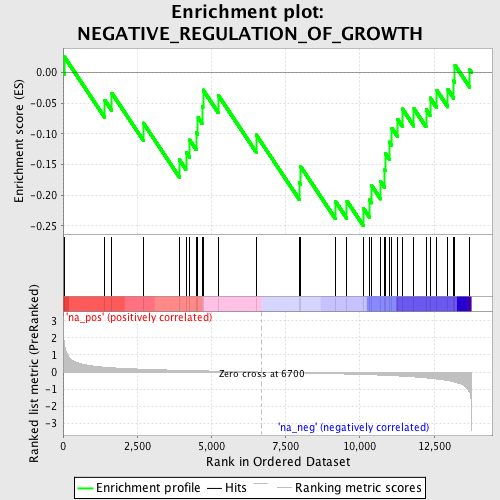 Enrichment plot:
NEGATIVE_REGULATION_OF_GROWTH
Enrichment score (ES)
0.00
-0.05
-0.10
-0.15
-0.20
-0.25
'na_pos' (positively correlated)
Ranked list metric (PreRanked)
3
2
1
0
-1
-2
-3
Zero cross at 6700
'na_neg' (negatively correlated)
0
2,500
5,000
7,500
10,000
12,500
Rank in Ordered Dataset
Enrichment profile
Hits
Ranking metric scores